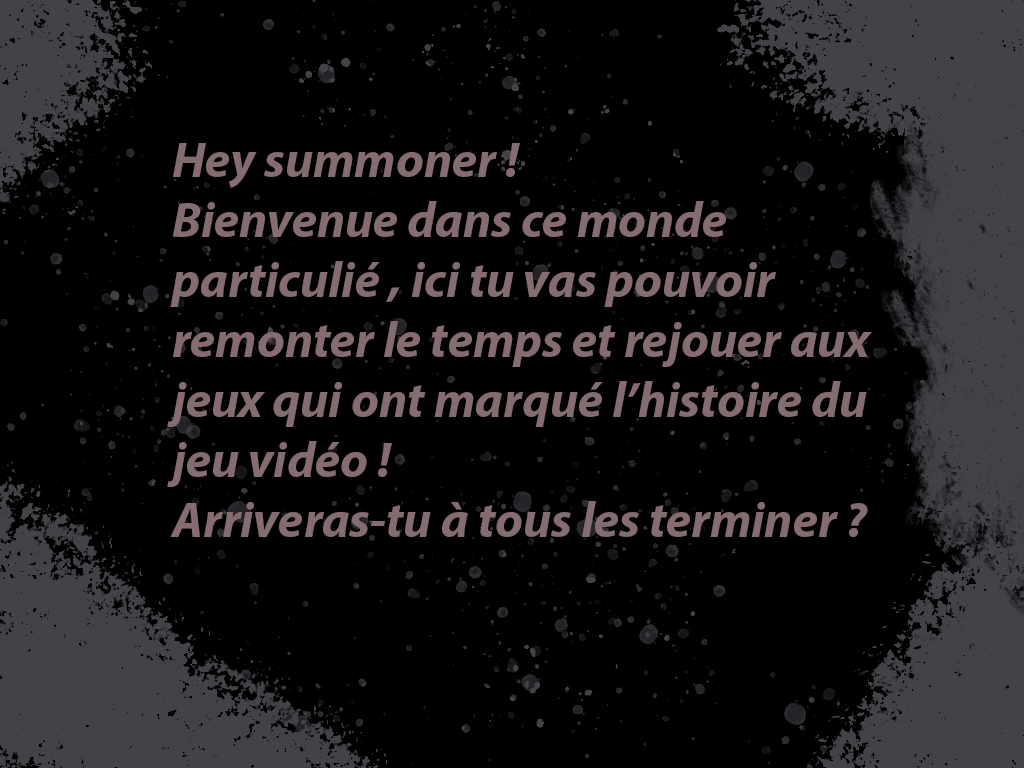 Hey summoner !
Bienvenue dans ce monde
particulié , ici tu vas pouvoir
remonter le temps et rejouer aux
jeux qui ont marqué l’histoire du
jeu vidéo !
Arriveras-tu à tous les terminer ?